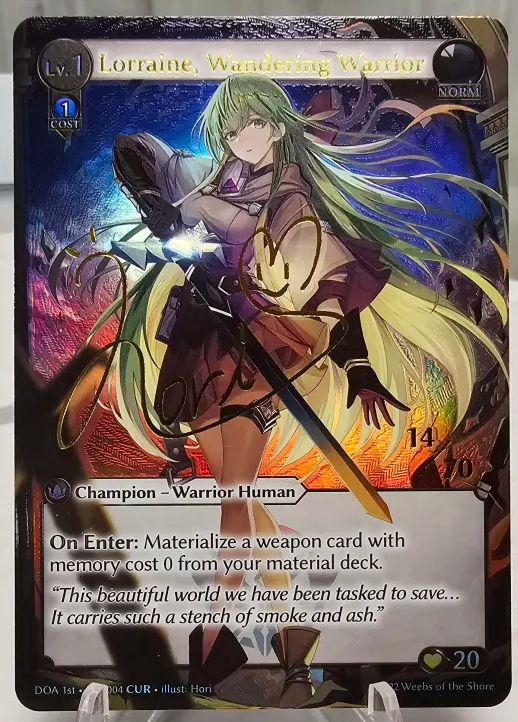 Lv.1 Lorraine, Wandering Warrior
NORM
1
COST
Hori
14
70
Champion – Warrior Human
On Enter: Materialize a weapon card with
memory cost 0 from your material deck.
“This beautiful world we have been tasked to save...
It carries such a stench of smoke and ash.”
20
DOA 1st • 004 CUR • illust: Hori
22 Weebs of the Shore